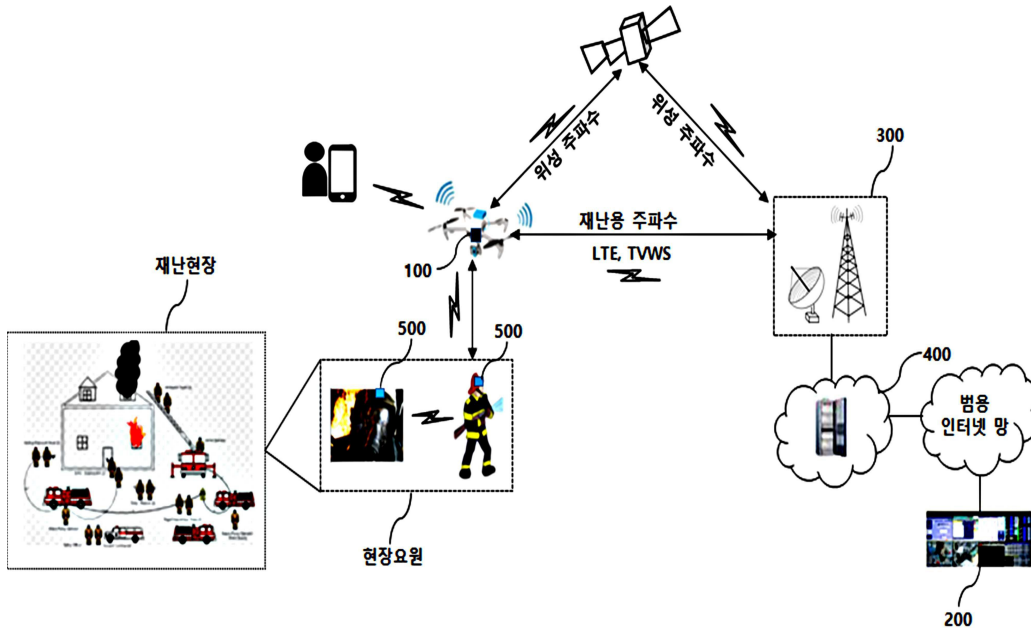 위성 주파수
위성 주파수
300
재난용 주파수
LTE, TVWS
100
재난현장
500
500
400
범용
인터넷 망
현장요원
200